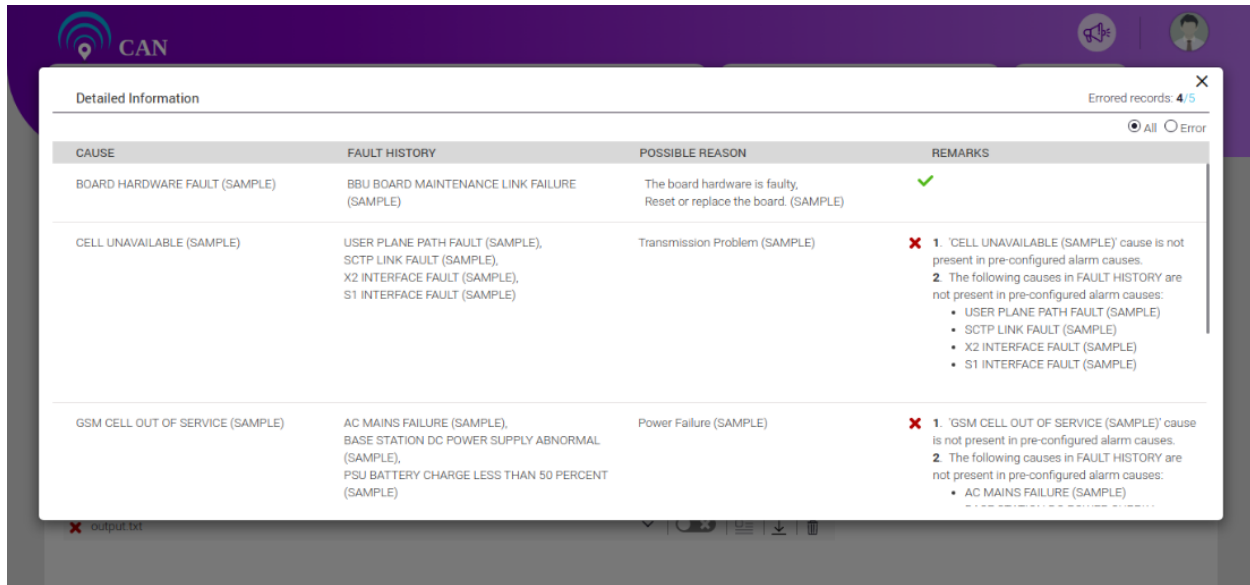 CAN
Detailed Information
Errored records: 4/5
All Error
CAUSE FAULT HISTORY POSSIBLE REASON REMARKS
BOARD HARDWARE FAULT (SAMPLE)
BBU BOARD MAINTENANCE LINK FAILURE
(SAMPLE)
The board hardware is faulty,
Reset or replace the board. (SAMPLE)
CELL UNAVAILABLE (SAMPLE)
USER PLANE PATH FAULT (SAMPLE),
SCTP LINK FAULT (SAMPLE),
X2 INTERFACE FAULT (SAMPLE),
S1 INTERFACE FAULT (SAMPLE)
Transmission Problem (SAMPLE)
1. 'CELL UNAVAILABLE (SAMPLE)' cause is not
present in pre-configured alarm causes.
2. The following causes in FAULT HISTORY are
not present in pre-configured alarm causes:
• USER PLANE PATH FAULT (SAMPLE)
• SCTP LINK FAULT (SAMPLE)
• X2 INTERFACE FAULT (SAMPLE)
• S1 INTERFACE FAULT (SAMPLE)
GSM CELL OUT OF SERVICE (SAMPLE)
AC MAINS FAILURE (SAMPLE),
BASE STATION DC POWER SUPPLY ABNORMAL
(SAMPLE),
PSU BATTERY CHARGE LESS THAN 50 PERCENT
(SAMPLE)
Power Failure (SAMPLE)
1. 'GSM CELL OUT OF SERVICE (SAMPLE)' cause
is not present in pre-configured alarm causes.
2. The following causes in FAULT HISTORY are
not present in pre-configured alarm causes:
• AC MAINS FAILURE (SAMPLE)
output.txt